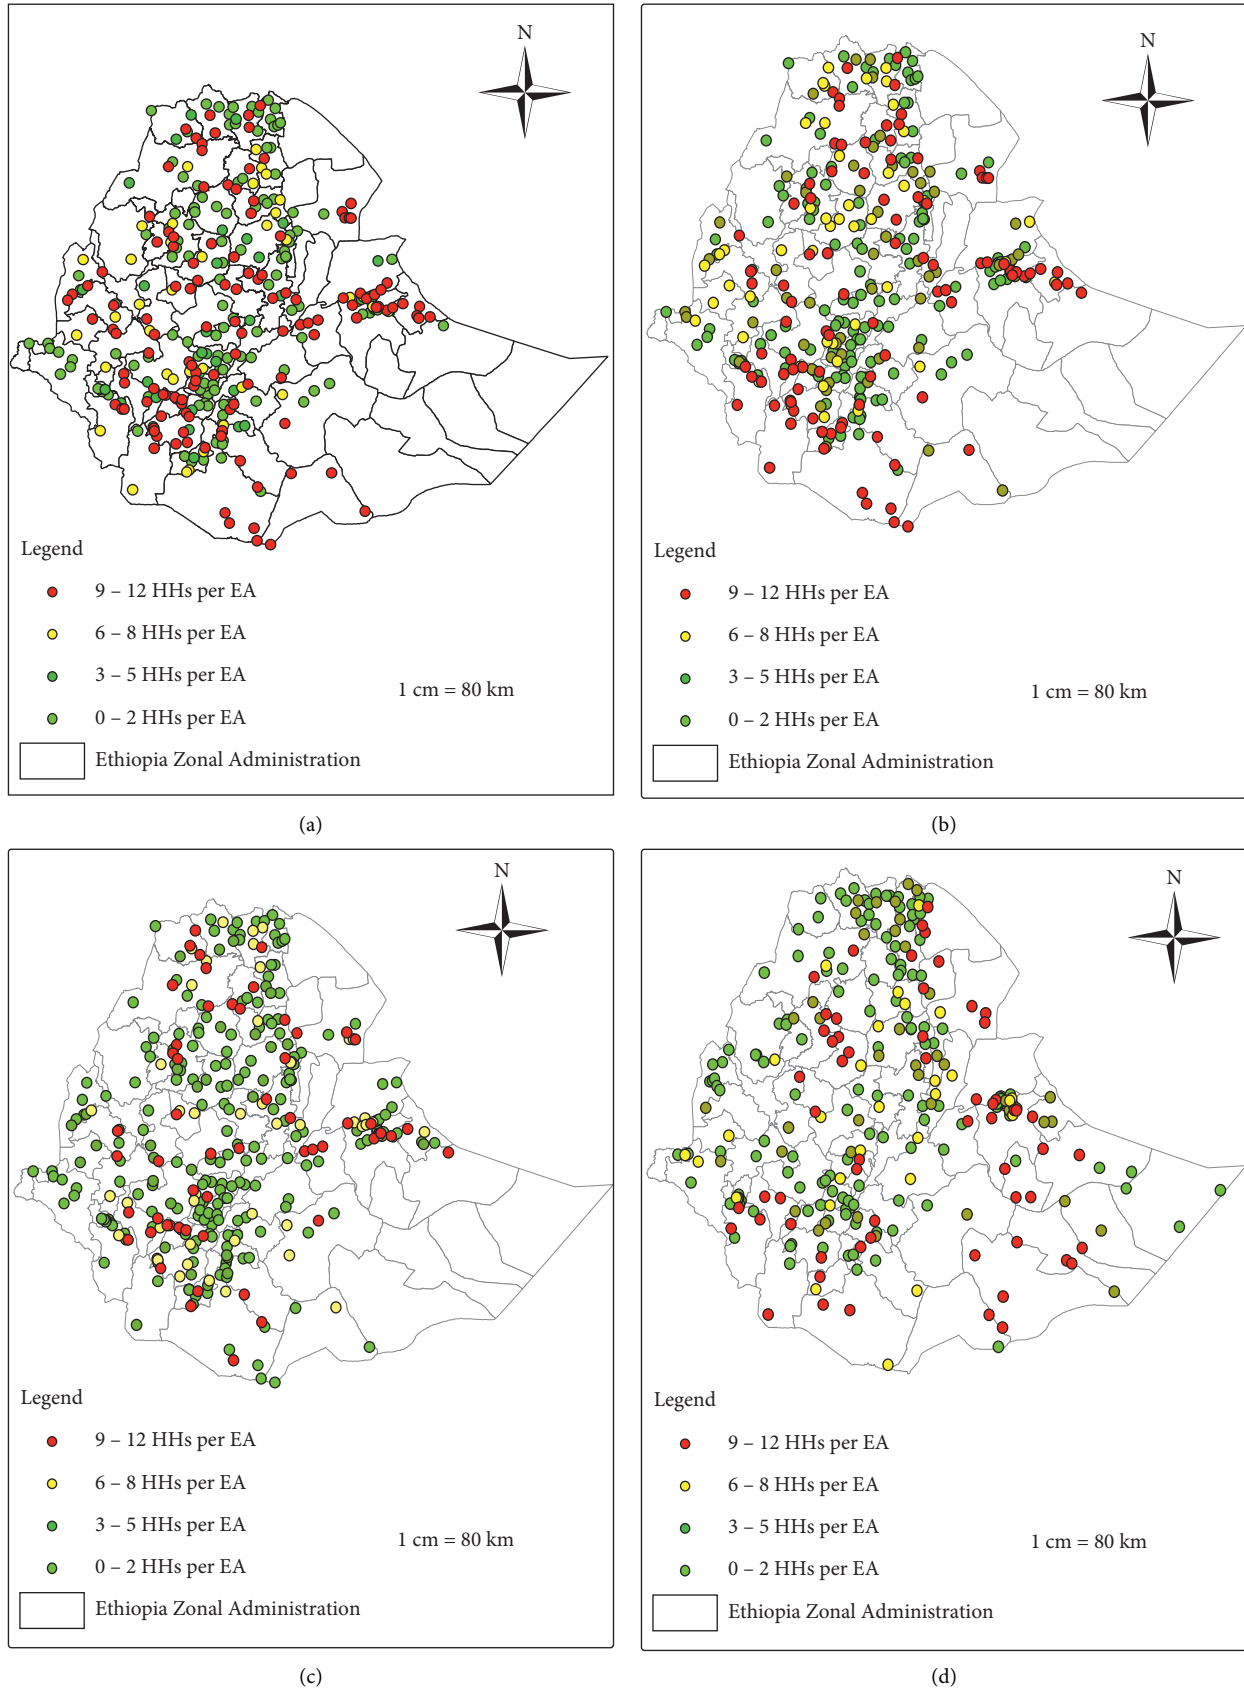 N
Legend
9 – 12 HHs per EA
6 – 8 HHs per EA
3 – 5 HHs per EA
0 – 2 HHs per EA
1 cm = 80 km
Ethiopia Zonal Administration
(a)
N
Legend
9 – 12 HHs per EA
6 – 8 HHs per EA
3 – 5 HHs per EA
0 – 2 HHs per EA
1 cm = 80 km
Ethiopia Zonal Administration
(b)
N
Legend
9 – 12 HHs per EA
6 – 8 HHs per EA
3 – 5 HHs per EA
0 – 2 HHs per EA
1 cm = 80 km
Ethiopia Zonal Administration
(c)
N
Legend
9 – 12 HHs per EA
6 – 8 HHs per EA
3 – 5 HHs per EA
0 – 2 HHs per EA
1 cm = 80 km
Ethiopia Zonal Administration
(d)